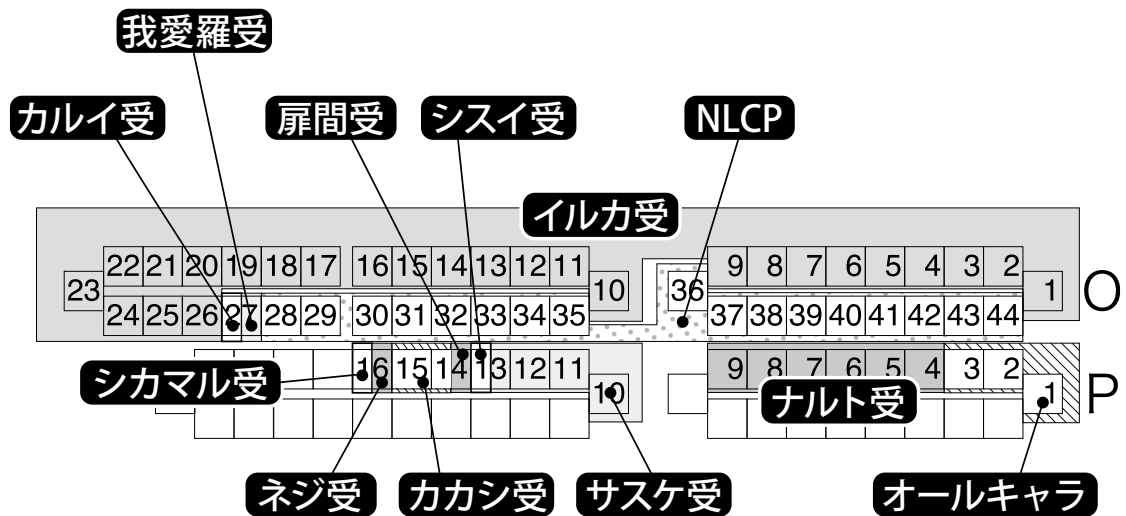 我愛羅受
カルイ受
扉間受
シスイ受
NLCP
イルカ受
22 21 20 19 18 17 16 15 14 13 12 11 9 8 7 6 5 4 3 2
23 10 36 1 O
24 25 26 27 28 29 30 31 32 33 34 35 37 38 39 40 41 42 43 44
シカマル受
16 15 14 13 12 11 9 8 7 6 5 4 3 2
10 1 P
ナルト受
ネジ受
カカシ受
サスケ受
オールキャラ